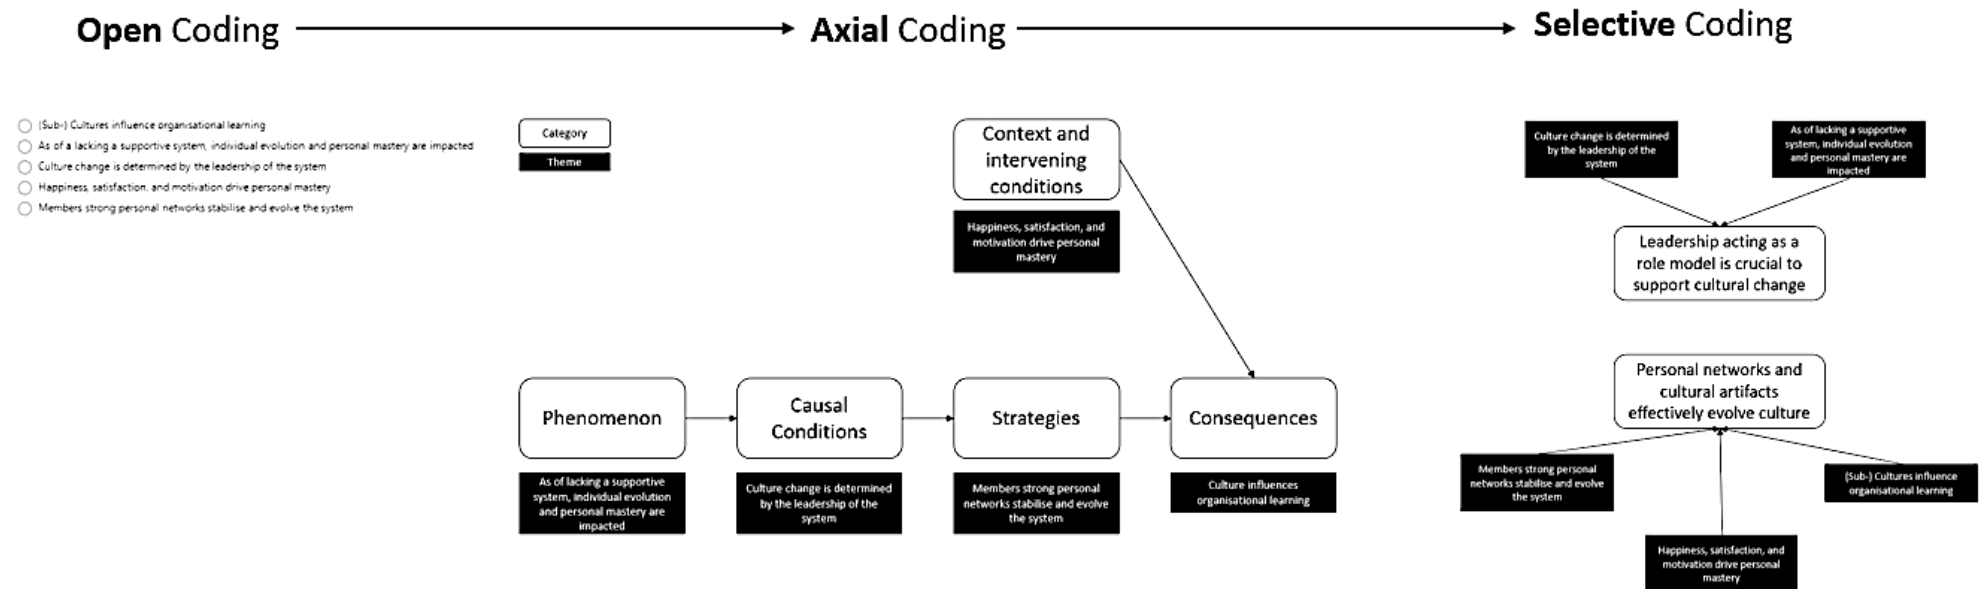 Open Coding
Axial Coding
Selective Coding
(Sub-) Cultures influence organisational learning
As of a lacking a supportive system, individual evolution and personal mastery are impacted
Culture change is determined by the leadership of the system
Happiness, satisfaction, and motivation drive personal mastery
Members strong personal networks stabilise and evolve the system
Category
Theme
Context and
intervening
conditions
Happiness, satisfaction, and
motivation drive personal
mastery
Phenomenon
As of lacking a supportive
system, individual evolution
and personal mastery are
impacted
Causal
Conditions
Culture change is determined
by the leadership of the
system
Strategies
Members strong personal
networks stabilise and evolve
the system
Consequences
Culture influences
organisational learning
Culture change is determined
by the leadership of the
system
As of lacking a supportive
system, individual evolution
and personal mastery are
impacted
Leadership acting as a
role model is crucial to
support cultural change
Personal networks and
cultural artifacts
effectively evolve culture
Members strong personal
networks stabilise and evolve
the system
(Sub-) Cultures influence
organisational learning
Happiness, satisfaction, and
motivation drive personal
mastery